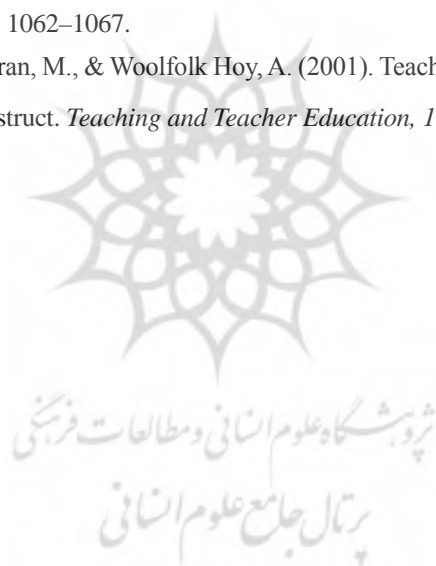 1062–1067.
ran, M., & Woolfolk Hoy, A. (2001). Teach
struct. Teaching and Teacher Education, 1
پژوهشگاه علوم انسانی و مطالعات فرهنگی
پرتال جامع علوم انسانی